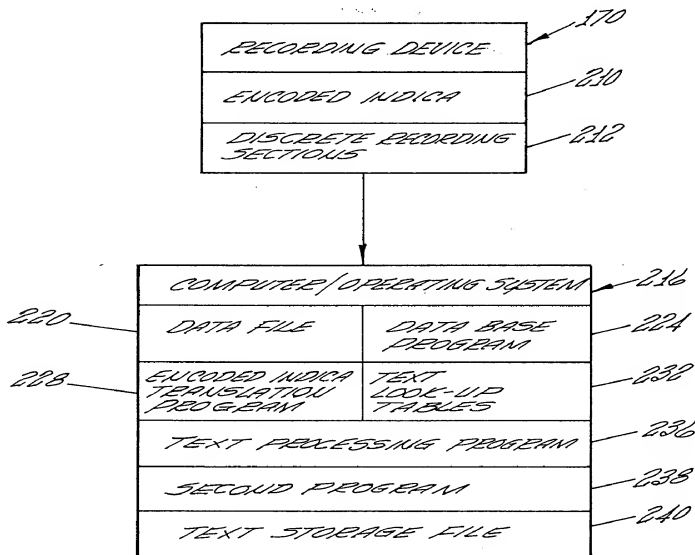 RECORDING DEVICE
170
ENCODED INDICA
210
DISCRETE RECORDING
SECTIONS
212
COMPUTER/OPERATING SYSTEM
216
220
DATA FILE
DATA BASE
PROGRAM
224
228
ENCODED INDICA
TRANSLATION
PROGRAM
TEXT
LOOK-UP
TABLES
232
TEXT PROCESSING PROGRAM
236
SECOND PROGRAM
238
TEXT STORAGE FILE
240